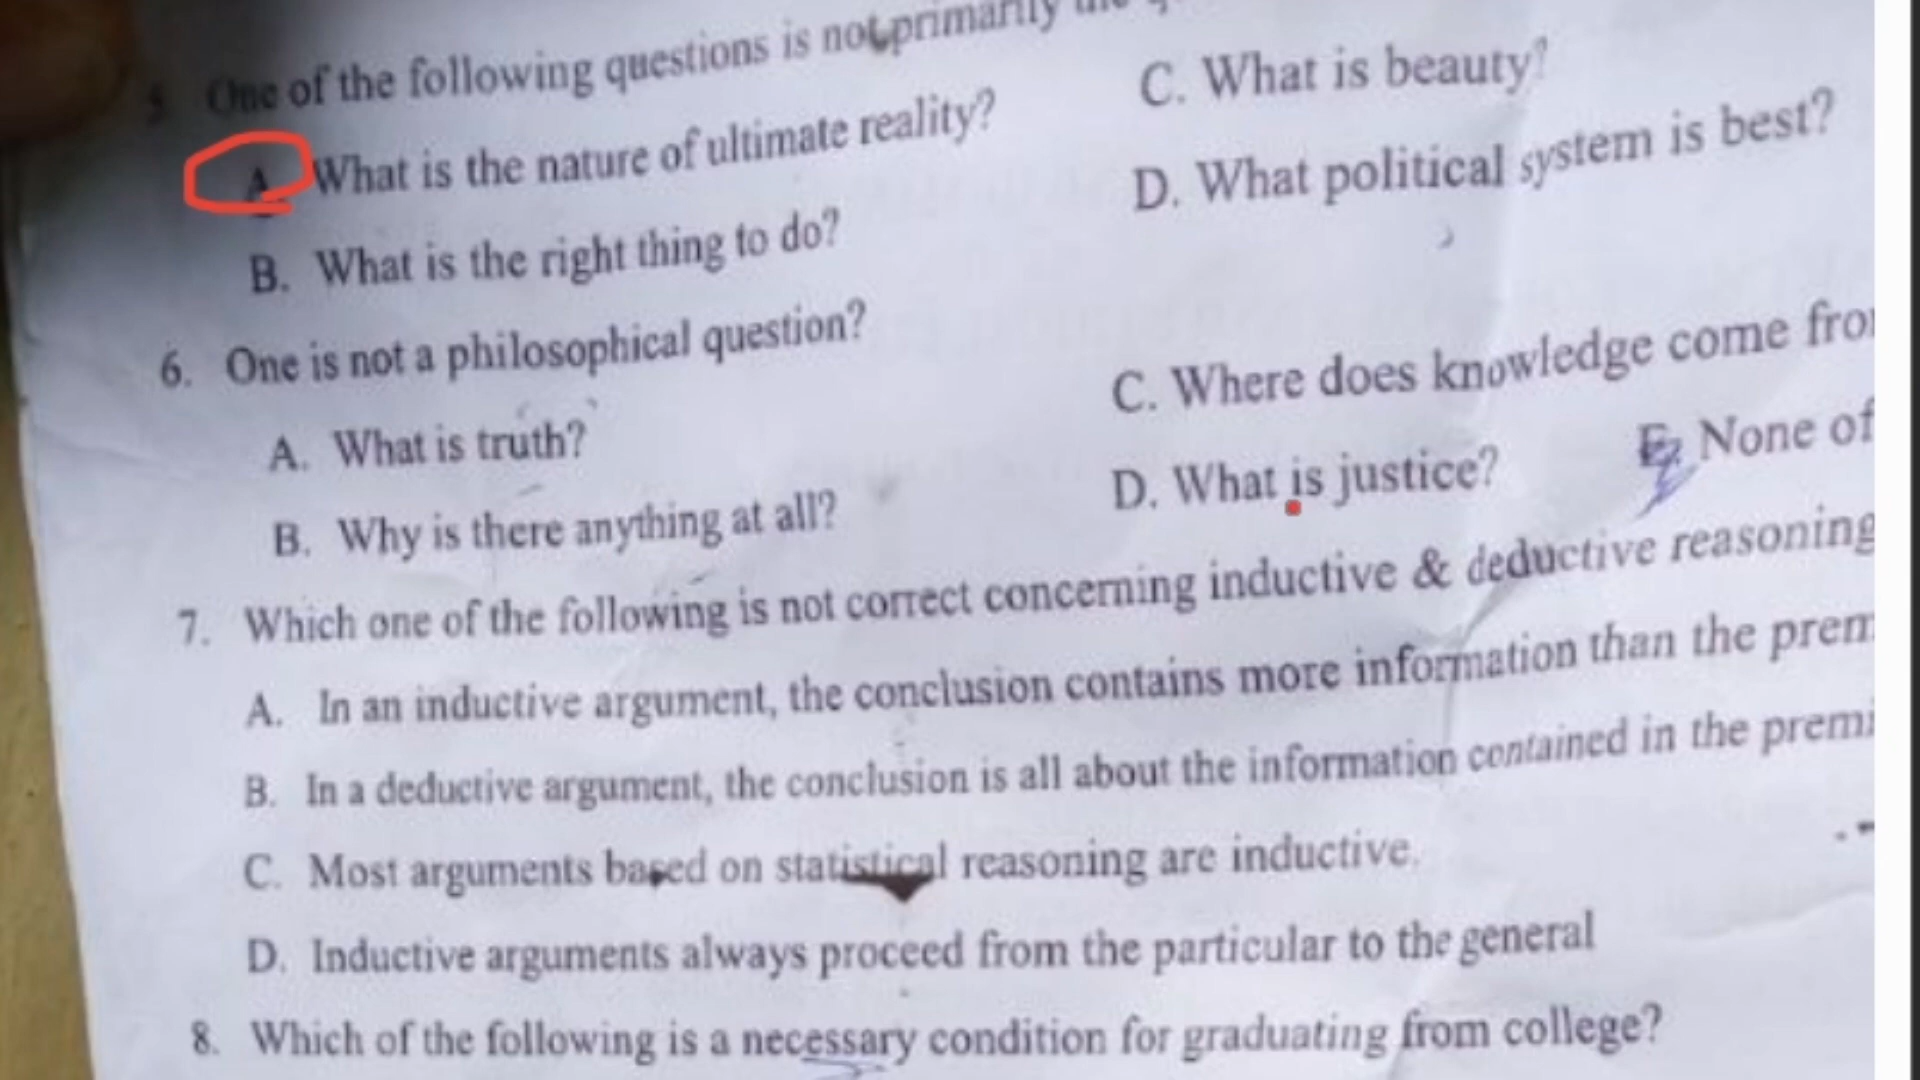 5. One of the following questions is not primarily
A. What is the nature of ultimate reality?
C. What is beauty?
B. What is the right thing to do?
D. What political system is best?
6. One is not a philosophical question?
A. What is truth?
C. Where does knowledge come
B. Why is there anything at all?
D. What is justice?
E. None of
7. Which one of the following is not correct concerning inductive & deductive reasoning
A. In an inductive argument, the conclusion contains more information than the
B. In a deductive argument, the conclusion is all about the information contained in the
C. Most arguments based on statistical reasoning are inductive.
D. Inductive arguments always proceed from the particular to the general
8. Which of the following is a necessary condition for graduating from college?